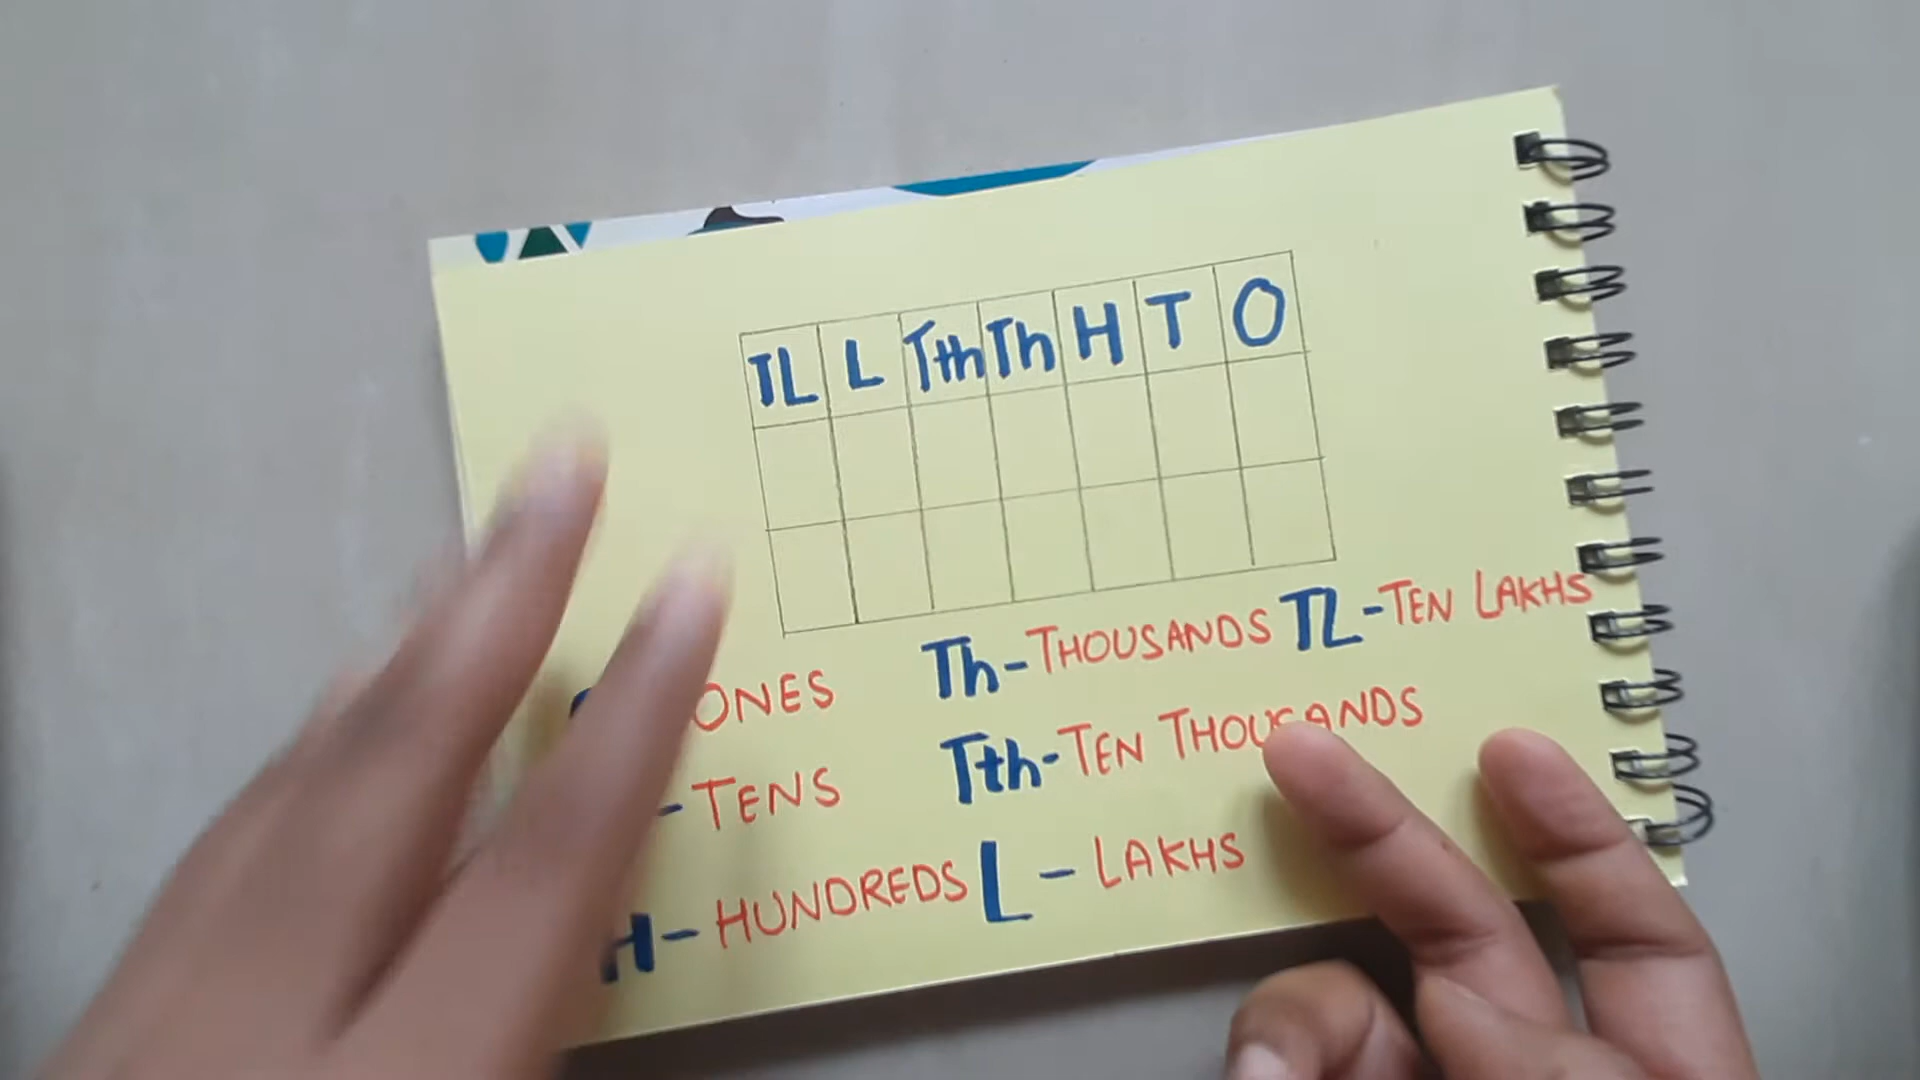 TL L Tth Th H T O
ONES Th-THOUSANDS TL-TEN LAKHS
-TENS Tth-TEN THOUSANDS
H- HUNDREDS L - LAKHS